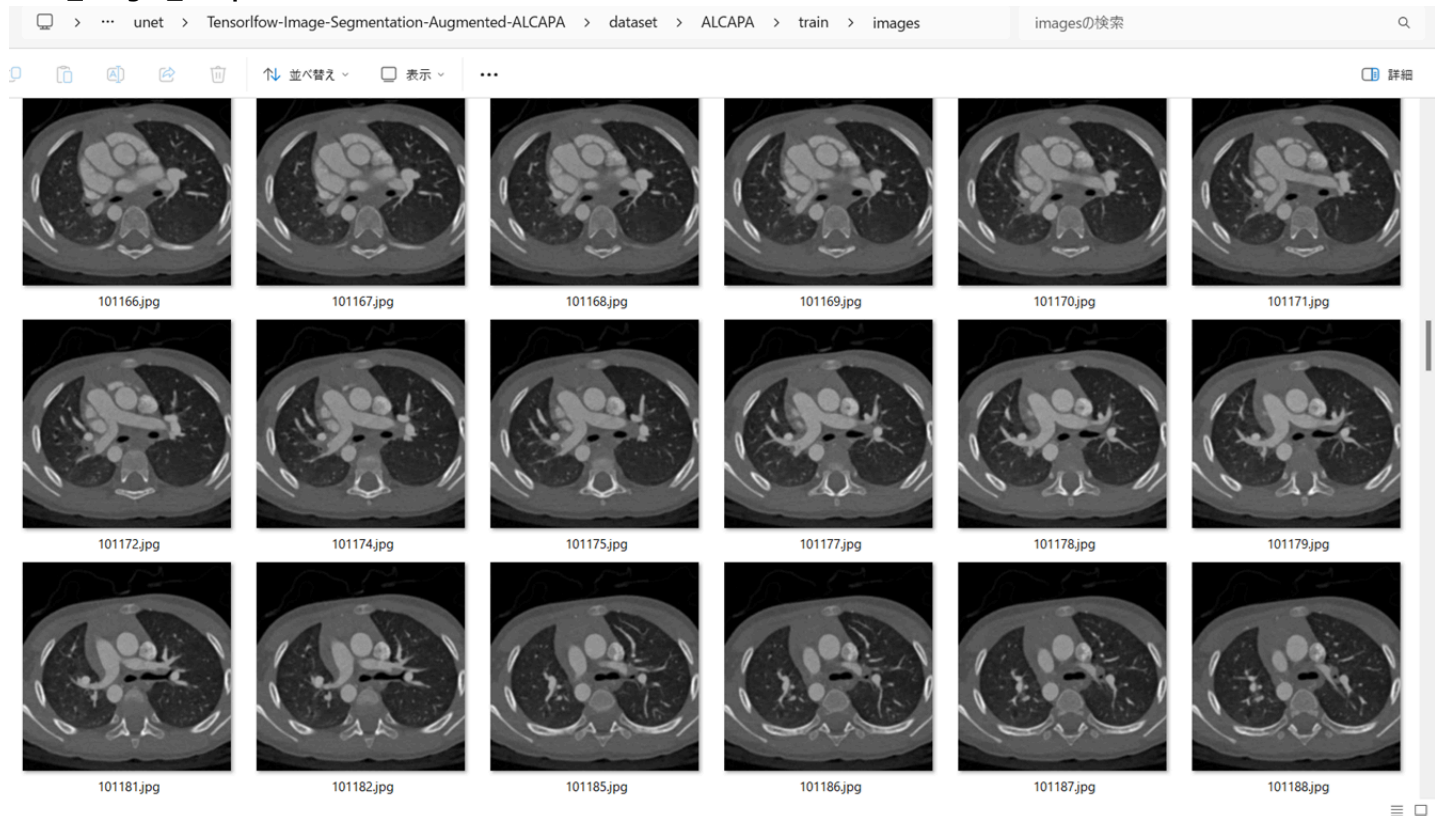 > ... unet > Tensorlfow-Image-Segmentation-Augmented-ALCAPA > dataset > ALCAPA > train > images imagesの検索
並べ替え 表示 ... 詳細
101166.jpg 101167.jpg 101168.jpg 101169.jpg 101170.jpg 101171.jpg
101172.jpg 101174.jpg 101175.jpg 101177.jpg 101178.jpg 101179.jpg
101181.jpg 101182.jpg 101185.jpg 101186.jpg 101187.jpg 101188.jpg